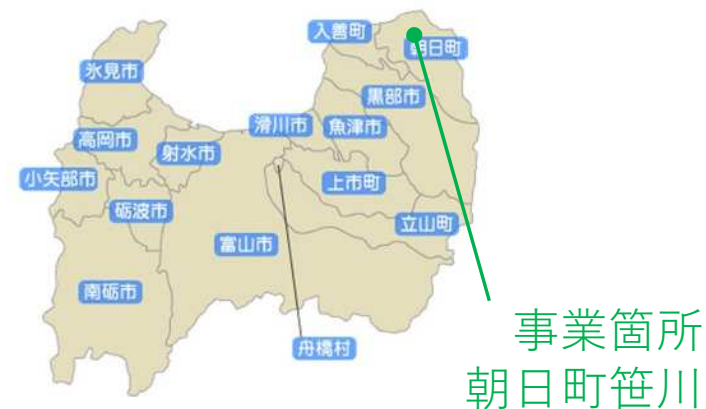 入善町
朝日町
氷見市
黒部市
滑川市
魚津市
高岡市
射水市
小矢部市
上市町
砺波市
立山町
富山市
南砺市
舟橋村
事業箇所
朝日町笹川